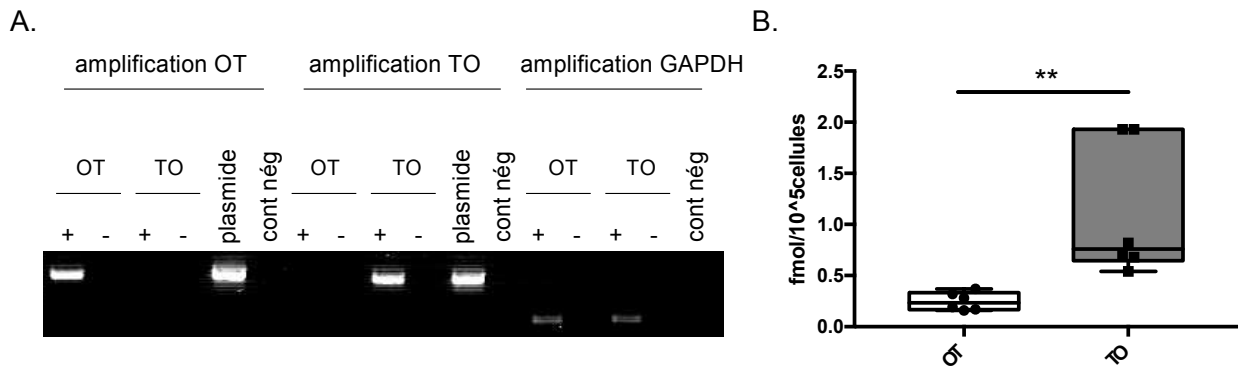 A.
amplification OT amplification TO amplification GAPDH
OT TO plasmide cont nég OT TO plasmide cont nég OT TO cont nég
+ - + - + - + - + - + -
B.
**
2.5
2.0
1.5
1.0
0.5
0.0
fmol/10^5cellules
OT TO